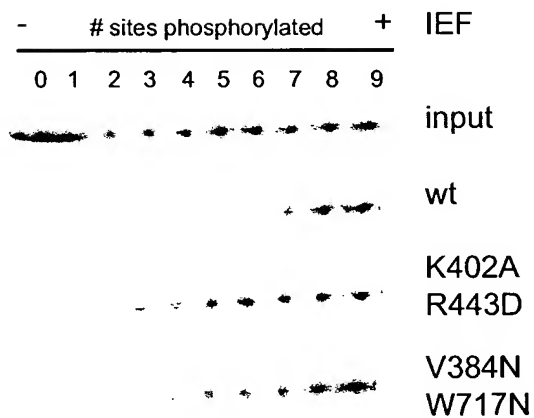 - # sites phosphorylated + IEF
0 1 2 3 4 5 6 7 8 9
input
wt
K402A
R443D
V384N
W717N